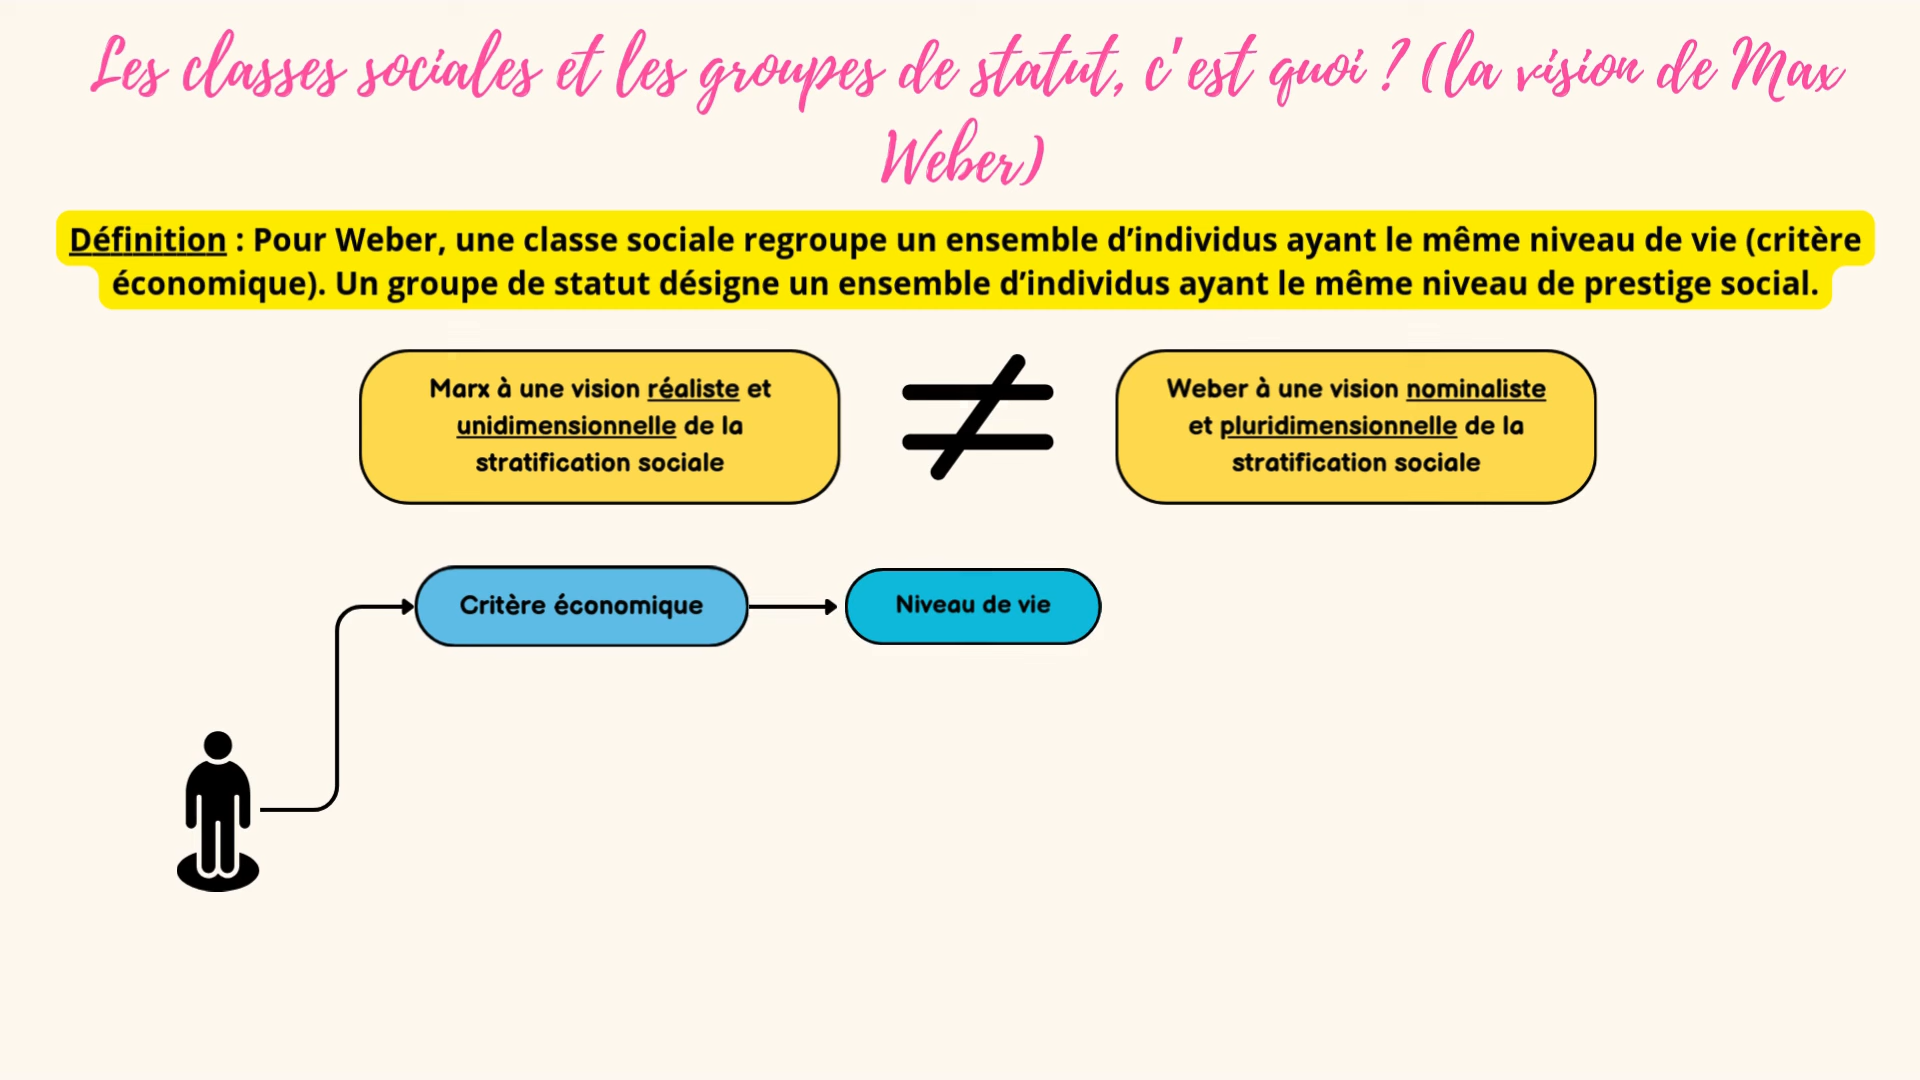 Les classes sociales et les groupes de statut, c'est quoi ? (la vision de Max
Weber)
Définition : Pour Weber, une classe sociale regroupe un ensemble d’individus ayant le même niveau de vie (critère
économique). Un groupe de statut désigne un ensemble d’individus ayant le même niveau de prestige social.
Marx à une vision réaliste et
unidimensionnelle de la
stratification sociale
Weber à une vision nominaliste
et pluridimensionnelle de la
stratification sociale
Critère économique
Niveau de vie